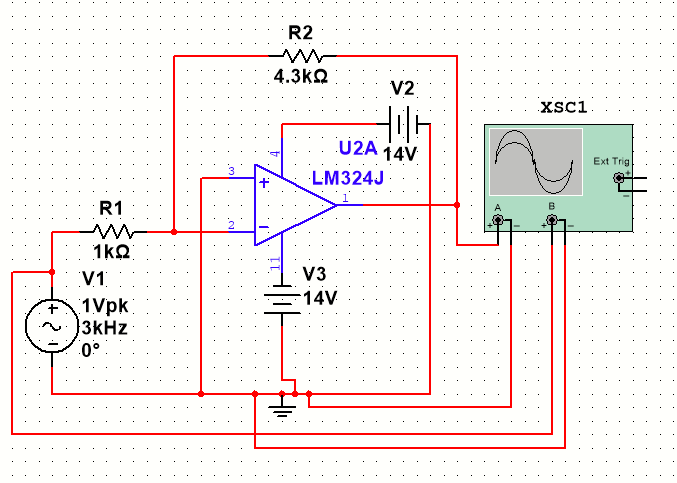 R2
4.3kΩ
V2
14V
XSC1
U2A
LM324J
4
3
1
2
11
Ext Trig
+
−
A
B
+ − + −
R1
1kΩ
V1
1Vpk
3kHz
0°
V3
14V
+
−
+
−